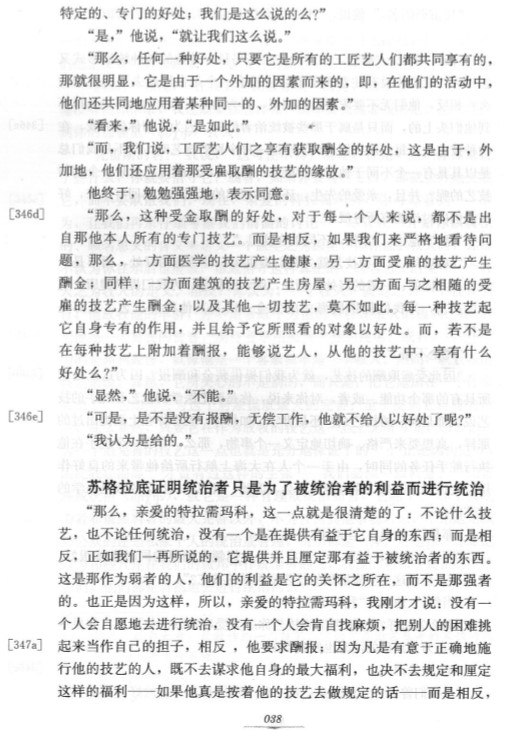 特定的、专门的好处；我们是这么说的么？”
“是，”他说，“就让我们这么说。”
“那么，任何一种好处，只要它是所有的工匠艺人们都共同享有的，
那就很明显，它是由于一个外加的因素而来的，即，在他们的活动中，
他们还共同地应用着某种同一的、外加的因素。”
“看来，”他说，“是如此。”
“而，我们说，工匠艺人们之享有获取酬金的好处，这是由于，外
加地，他们还应用着那受雇取酬的技艺的缘故。”
他终于，勉勉强强地，表示同意。
[346d] “那么，这种受金取酬的好处，对于每一个人来说，都不是出
自那他本人所有的专门技艺。而是相反，如果我们来严格地看待问
题，那么，一方面医学的技艺产生健康，另一方面受雇的技艺产生
酬金；同样，一方面建筑的技艺产生房屋，另一方面与之相随的受
雇的技艺产生酬金，以及其他一切技艺，莫不如此，每一种技艺起
它自身专有的作用，并且给予它所照看的对象以好处。而，若不是
在每种技艺上附加着酬报，能够说艺人，从他的技艺中，享有什么
好处么？”
“显然，”他说，“不能。”
[346e] “可是，是不是没有报酬，无偿工作，他就不给人以好处了呢？”
“我认为是给的。”
苏格拉底证明统治者只是为了被统治者的利益而进行统治
“那么，亲爱的特拉需玛科，这一点就是很清楚的了：不论什么技
艺，也不论任何统治，没有一个是在提供有益于它自身的东西；而是相
反，正如我们一再所说的，它提供并且厘定那有益于被统治者的东西。
这是那作为弱者的人，他们的利益是它的关怀之所在，而不是那强者
的。也正是因为这样，所以，亲爱的特拉需玛科，我刚才才说：没有一
个人会自愿地去进行统治，没有一个人会肯自找麻烦，把别人的困难挑
[347a] 起来当作自己的担子，相反，他要求酬报；因为凡是有意于正确地施
行他的技艺的人，既不去谋求他自身的最大福利，也决不去规定和厘定
这样的福利——如果他真是按着他的技艺去做规定的话——而是相反，
038